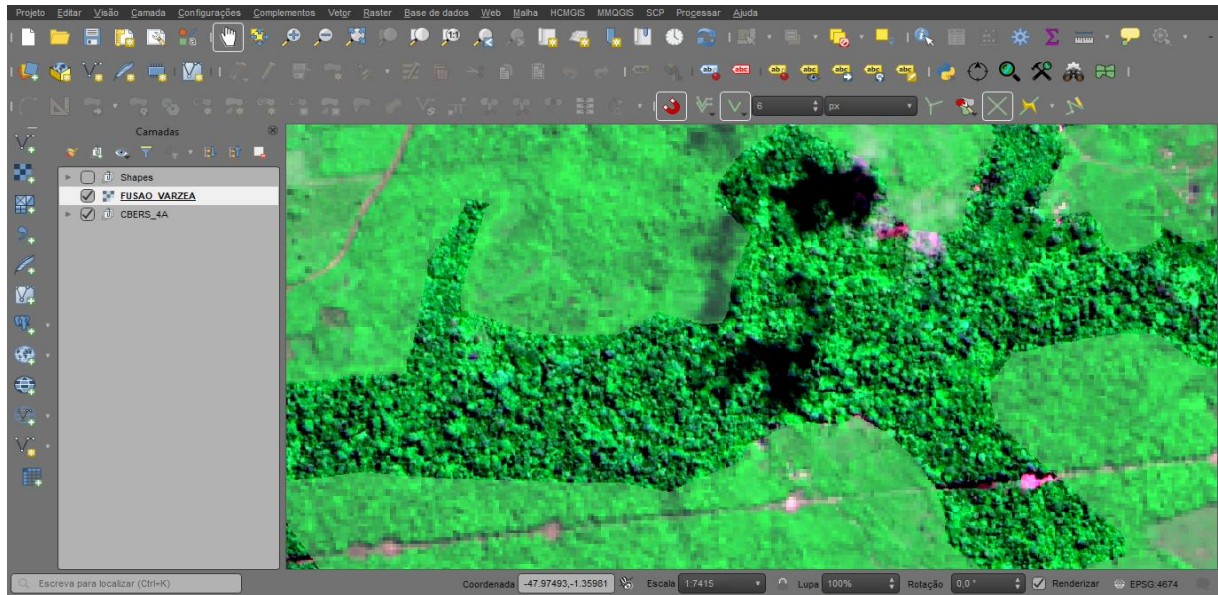 Projeto Editar Visão Camada Configurações Complementos Vetor Raster Base de dados Web Malha HCMGIS MMQGIS SCP Processar Ajuda
6 px
Camadas
Shapes
FUSAO VARZEA
CBERS_4A
Escreva para localizar (Ctrl+K) Coordenada -47.97493,-1.35981 Escala 1:7415 Lupa 100% Rotação 0,0 ° Renderizar EPSG:4674